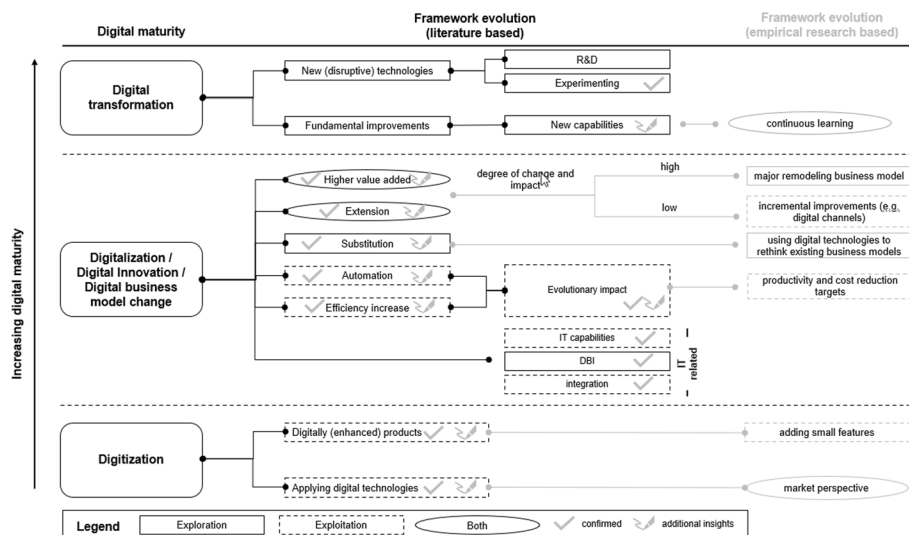 Digital maturity
Framework evolution
(literature based)
Framework evolution
(empirical research based)
Increasing digital maturity
Digital
transformation
New (disruptive) technologies
R&D
Experimenting
Fundamental improvements
New capabilities
continuous learning
Digitalization /
Digital Innovation /
Digital business
model change
Higher value added
Extension
Substitution
Automation
Efficiency increase
degree of change and
impact
high
low
major remodeling business model
incremental improvements (e.g.
digital channels)
using digital technologies to
rethink existing business models
Evolutionary impact
productivity and cost reduction
targets
IT capabilities
DBI
integration
IT
related
Digitization
Digitally (enhanced) products
adding small features
Applying digital technologies
market perspective
Legend
Exploration
Exploitation
Both
confirmed
additional insights